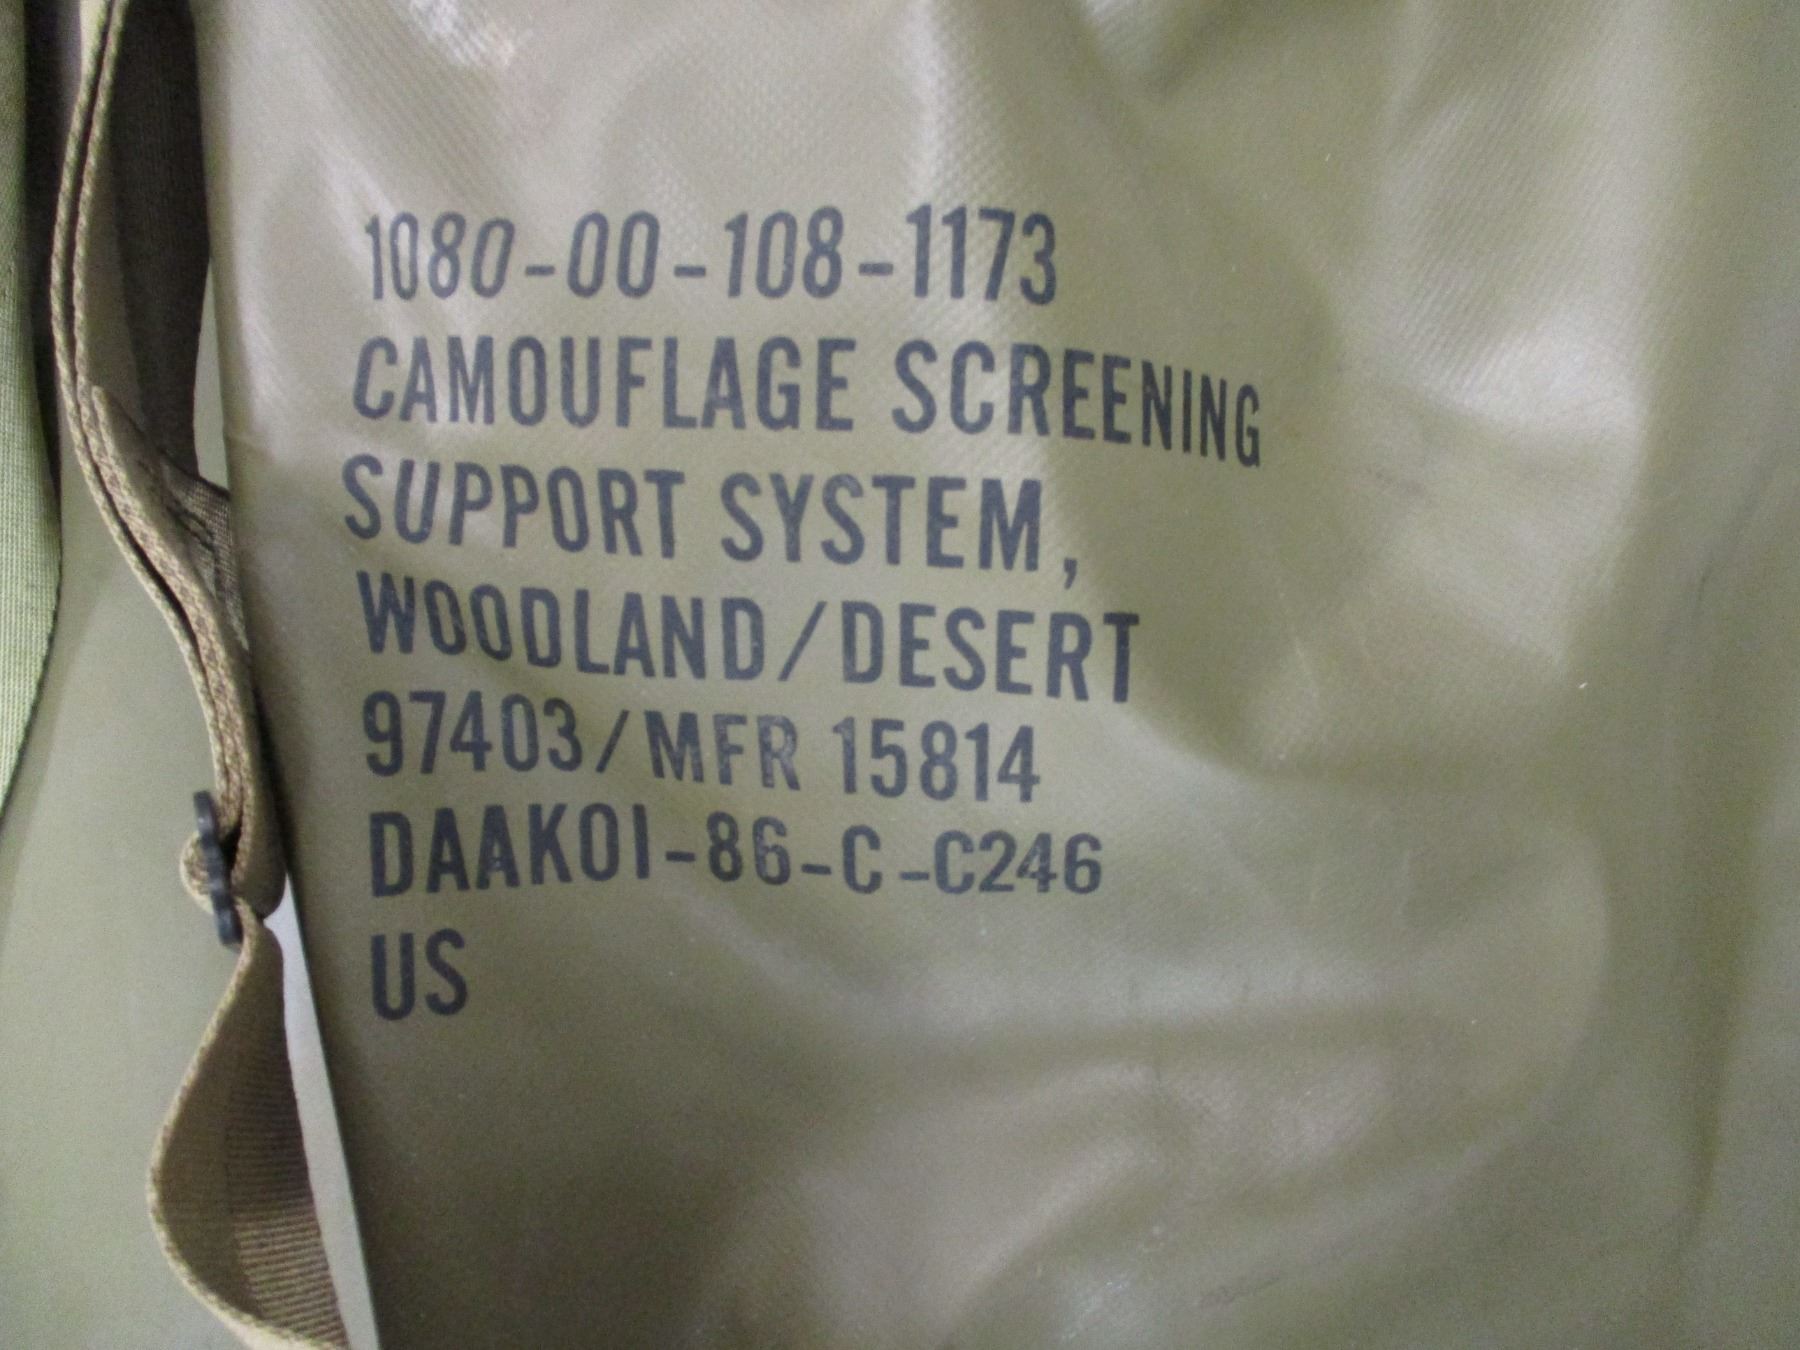 1080-00-108-1173
CAMOUFLAGE SCREENING
SUPPORT SYSTEM,
WOODLAND/DESERT
97403/MFR 15814
DAAK01-86-C-C246
US